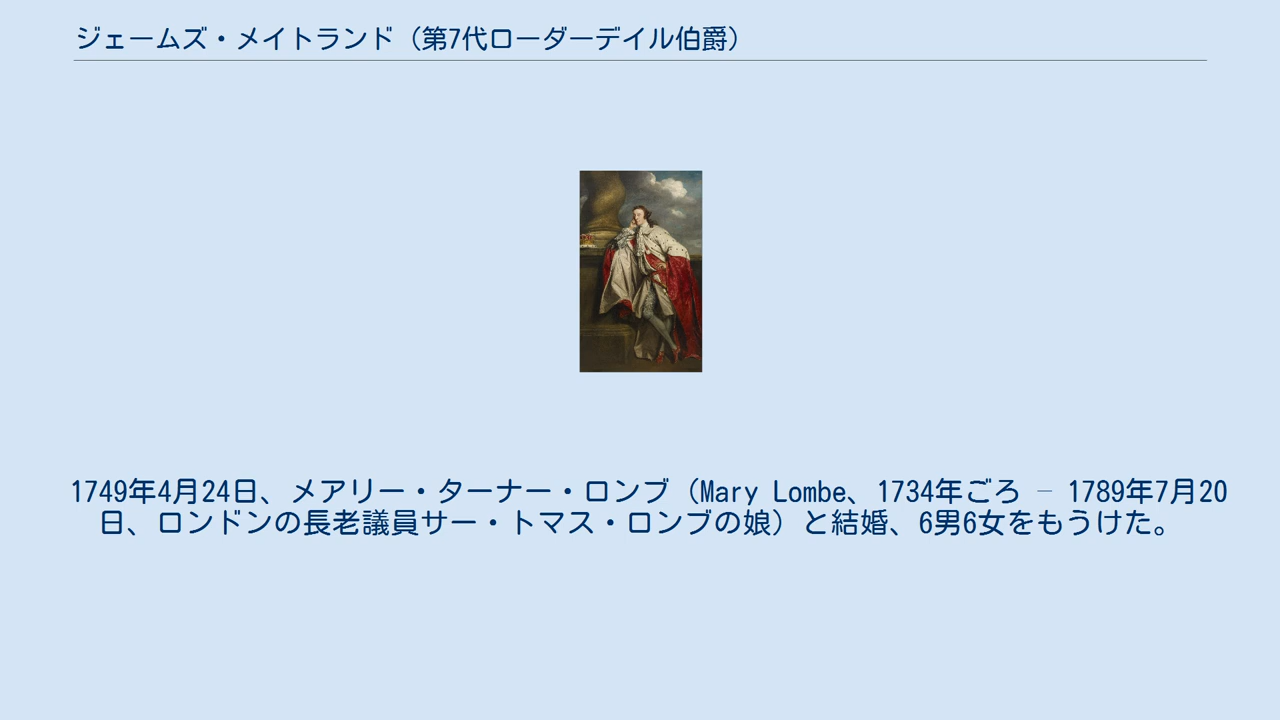 ジェームズ・メイトランド（第7代ローダーデイル伯爵）
1749年4月24日、メアリー・ターナー・ロンブ（Mary Lombe、1734年ごろ – 1789年7月20
日、ロンドンの長老議員サー・トマス・ロンブの娘）と結婚、6男6女をもうけた。